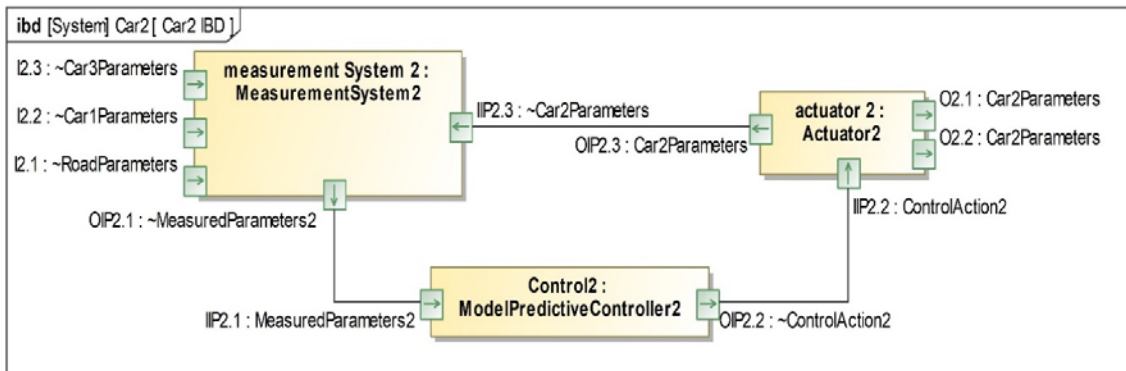 ibd [System] Car2 [ Car2 IBD ]
I2.3 : ~Car3Parameters
I2.2 : ~Car1Parameters
I2.1 : ~RoadParameters
measurement System 2 :
MeasurementSystem2
IIP2.3 : ~Car2Parameters
OIP2.3 : Car2Parameters
actuator 2 :
Actuator2
O2.1 : Car2Parameters
O2.2 : Car2Parameters
IIP2.2 : ControlAction2
OIP2.1 : ~MeasuredParameters2
IIP2.1 : MeasuredParameters2
Control2 :
ModelPredictiveController2
OIP2.2 : ~ControlAction2